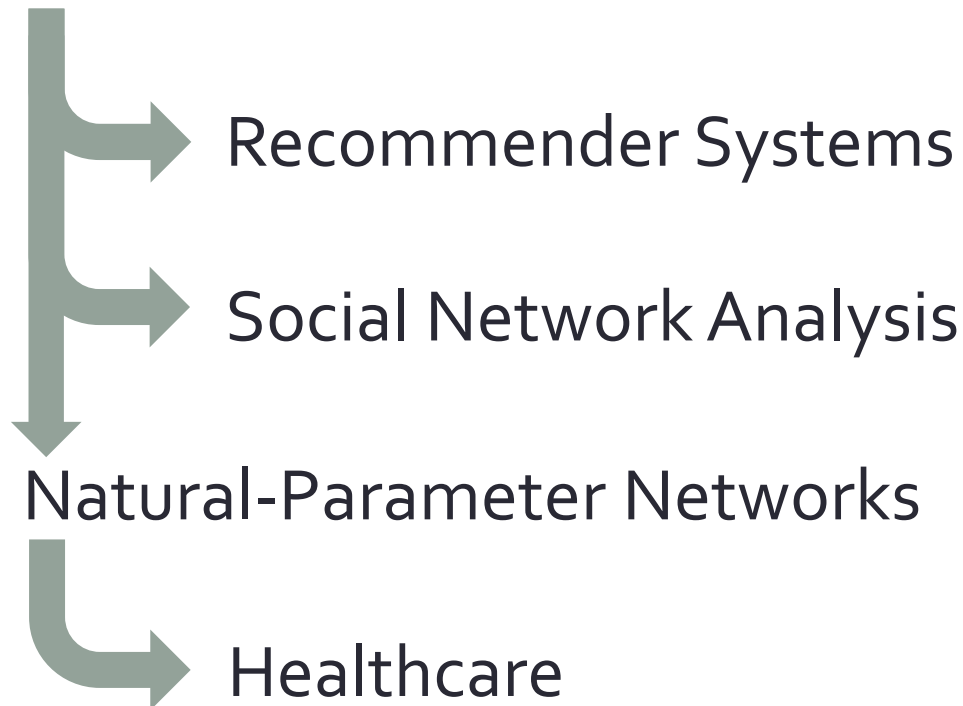 Recommender Systems
Social Network Analysis
Natural-Parameter Networks
Healthcare